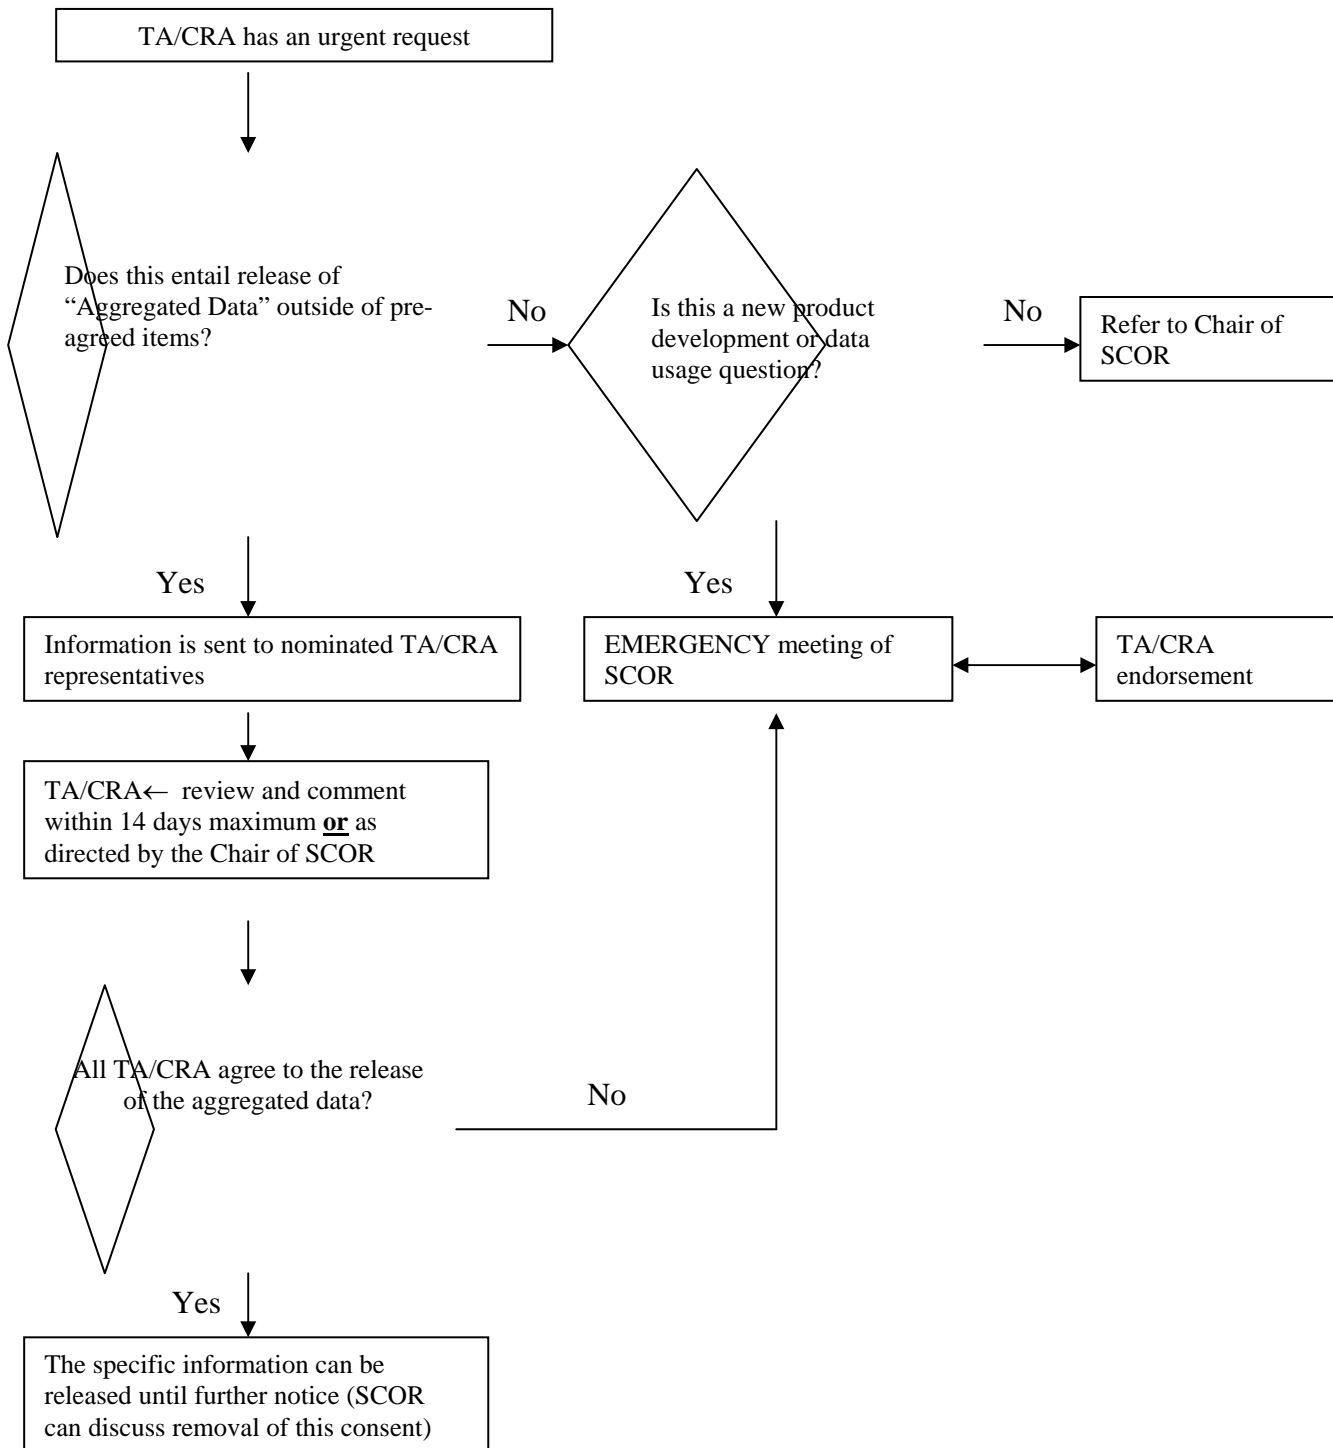 TA/CRA has an urgent request
Does this entail release of
“Aggregated Data” outside of pre-
agreed items?
No
Is this a new product
development or data
usage question?
No
Refer to Chair of
SCOR
Yes
Yes
Information is sent to nominated TA/CRA
representatives
EMERGENCY meeting of
SCOR
TA/CRA
endorsement
TA/CRA← review and comment
within 14 days maximum or as
directed by the Chair of SCOR
All TA/CRA agree to the release
of the aggregated data?
No
Yes
The specific information can be
released until further notice (SCOR
can discuss removal of this consent)